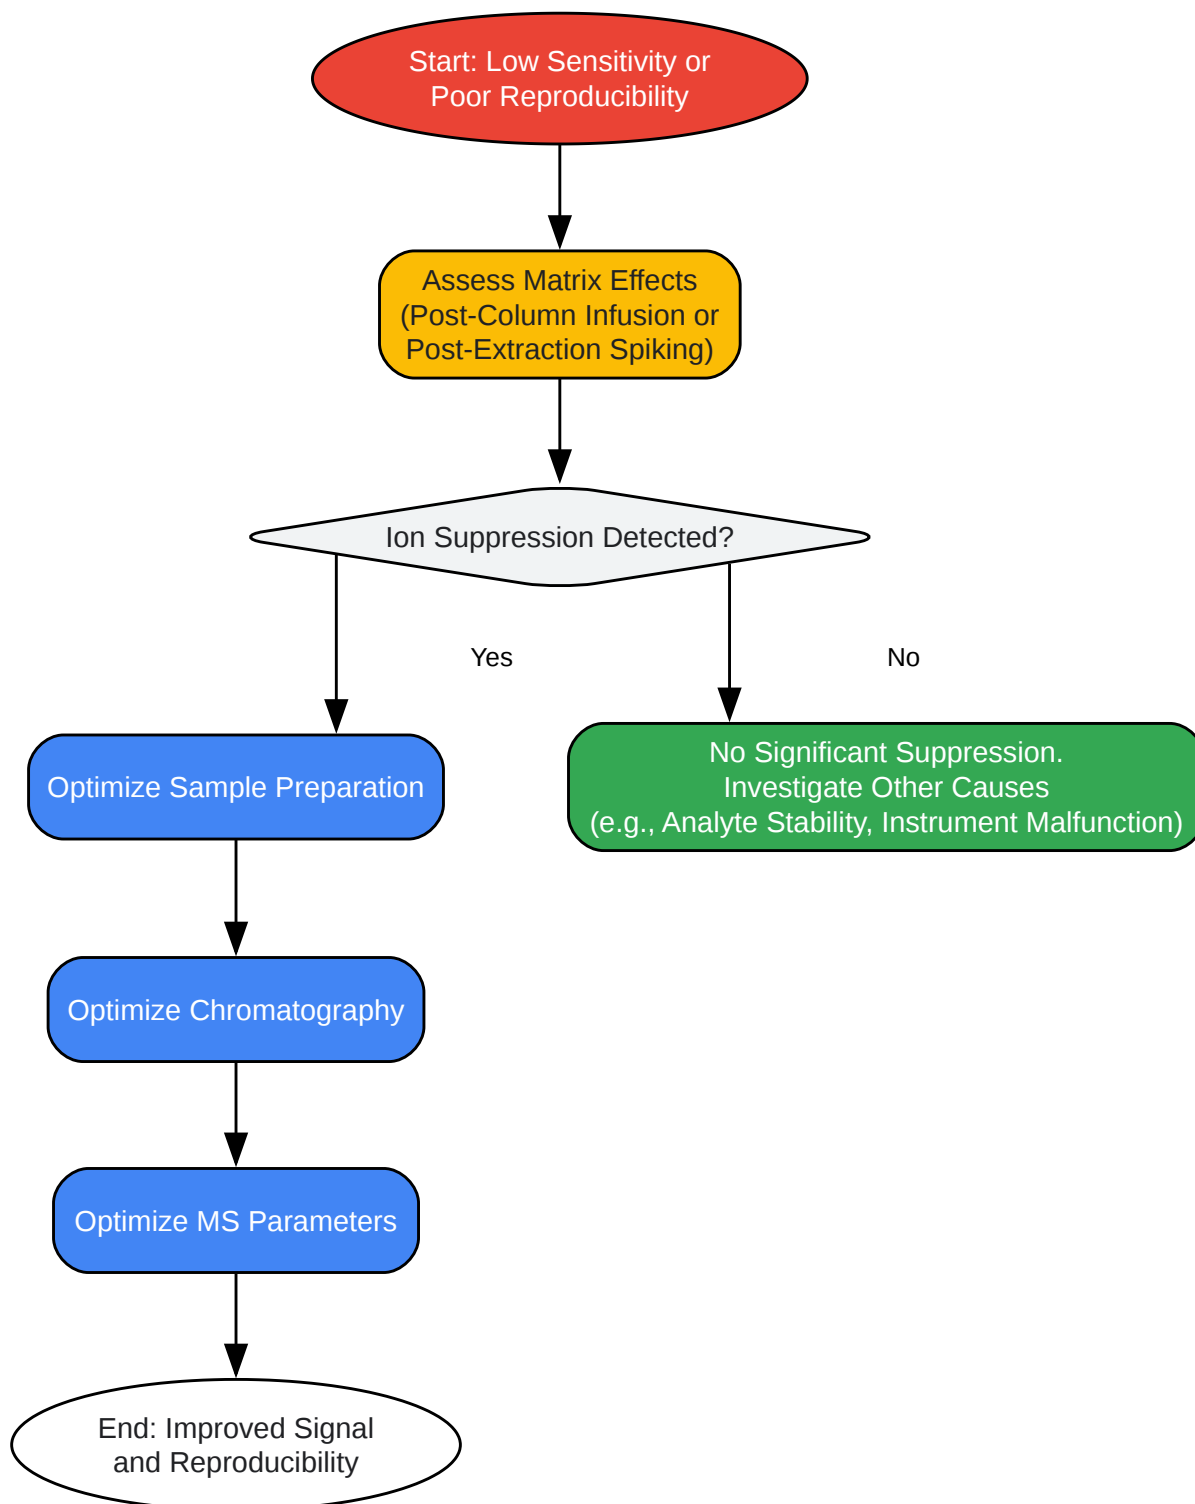 Start: Low Sensitivity or
Poor Reproducibility
Assess Matrix Effects
(Post-Column Infusion or
Post-Extraction Spiking)
Ion Suppression Detected?
Yes
No
Optimize Sample Preparation
No Significant Suppression.
Investigate Other Causes
(e.g., Analyte Stability, Instrument Malfunction)
Optimize Chromatography
Optimize MS Parameters
End: Improved Signal
and Reproducibility